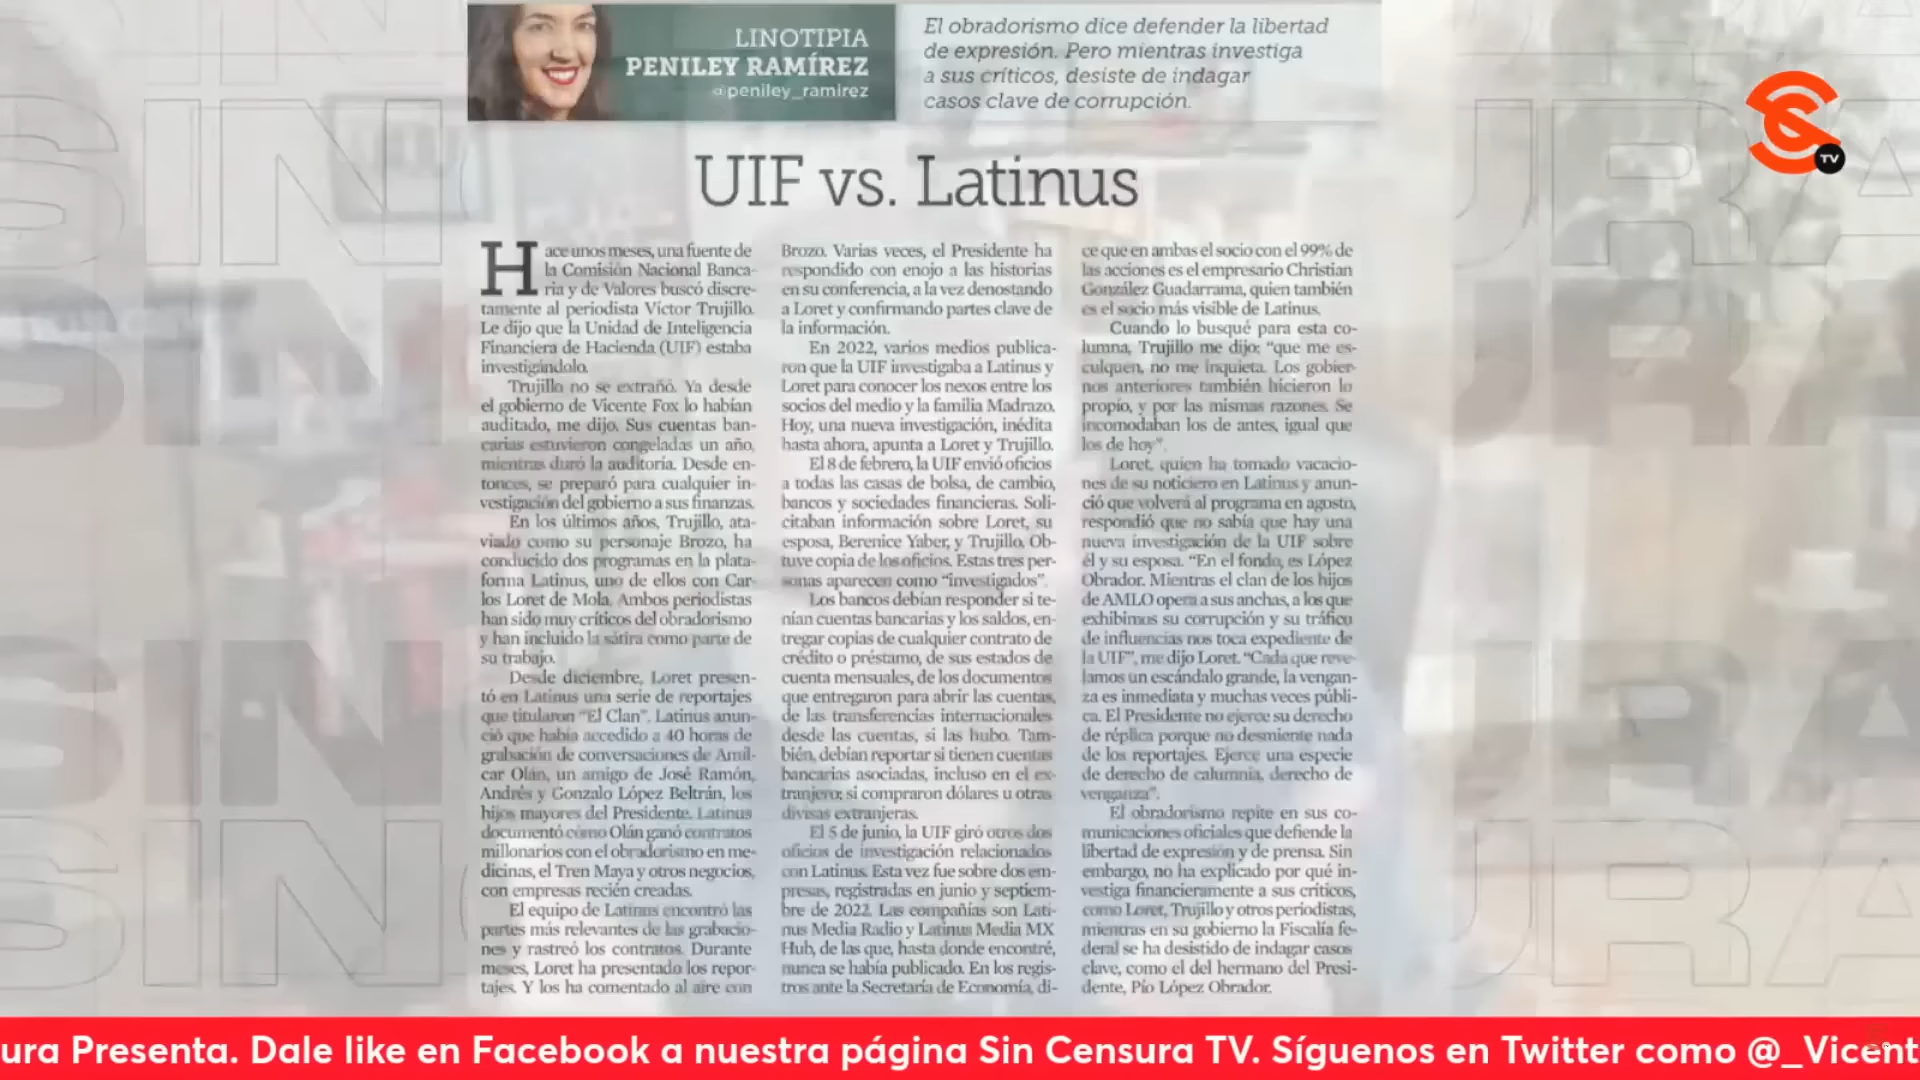 LINOTIPIA
PENILEY RAMÍREZ
@peniley_ramirez
El obradorismo dice defender la libertad
de expresión. Pero mientras investiga
a sus críticos, desiste de indagar
casos clave de corrupción.
TV
UIF vs. Latinus
Hace unos meses, una fuente de
la Comisión Nacional Banca-
ria y de Valores buscó discre-
tamente al periodista Víctor Trujillo.
Le dijo que la Unidad de Inteligencia
Financiera de Hacienda (UIF) estaba
investigándolo.
Trujillo no se extrañó. Ya desde
el gobierno de Vicente Fox lo habían
auditado, me dijo. Sus cuentas ban-
carias estuvieron congeladas un año,
mientras duró la auditoría. Desde en-
tonces, se preparó para cualquier in-
vestigación del gobierno a sus finanzas.
En los últimos años, Trujillo, ata-
viado como su personaje Brozo, ha
conducido dos programas en la plata-
forma Latinus, uno de ellos con Car-
los Loret de Mola. Ambos periodistas
han sido muy críticos del obradorismo
y han incluido la sátira como parte de
su trabajo.
Desde diciembre, Loret presen-
tó en Latinus una serie de reportajes
que titularon "El Clan". Latinus anun-
ció que había accedido a 40 horas de
grabación de conversaciones de Amíl-
car Olán, un amigo de José Ramón,
Andrés y Gonzalo López Beltrán, los
hijos mayores del Presidente. Latinus
documentó cómo Olán ganó contratos
millonarios con el obradorismo en me-
dicinas, el Tren Maya y otros negocios,
con empresas recién creadas.
El equipo de Latinus encontró las
partes más relevantes de las grabacio-
nes y rastreó los contratos. Durante
meses, Loret ha presentado los repor-
tajes. Y los ha comentado al aire con
Brozo. Varias veces, el Presidente ha
respondido con enojo a las historias
en su conferencia, a la vez denostando
a Loret y confirmando partes clave de
la información.
En 2022, varios medios publica-
ron que la UIF investigaba a Latinus y
Loret para conocer los nexos entre los
socios del medio y la familia Madrazo.
Hoy, una nueva investigación, inédita
hasta ahora, apunta a Loret y Trujillo.
El 8 de febrero, la UIF envió oficios
a todas las casas de bolsa, de cambio,
bancos y sociedades financieras. Soli-
citaban información sobre Loret, su
esposa, Berenice Yaber, y Trujillo. Ob-
tuve copia de los oficios. Estas tres per-
sonas aparecen como "investigados".
Los bancos debían responder si te-
nían cuentas bancarias y los saldos, en-
tregar copias de cualquier contrato de
crédito o préstamo, de sus estados de
cuenta mensuales, de los documentos
que entregaron para abrir las cuentas,
de las transferencias internacionales
desde las cuentas, si las hubo. Tam-
bién, debían reportar si tienen cuentas
bancarias asociadas, incluso en el ex-
tranjero; si compraron dólares u otras
divisas extranjeras.
El 5 de junio, la UIF giró otros dos
oficios de investigación relacionados
con Latinus. Esta vez fue sobre dos em-
presas, registradas en junio y septiem-
bre de 2022. Las compañías son Lati-
nus Media Radio y Latinus Media MX
Hub, de las que, hasta donde encontré,
nunca se había publicado. En los regis-
tros ante la Secretaría de Economía, di-
ce que en ambas el socio con el 99% de
las acciones es el empresario Christian
González Guadarrama, quien también
es el socio más visible de Latinus.
Cuando lo busqué para esta co-
lumna, Trujillo me dijo: "que me es-
culquen, no me inquieta. Los gobier-
nos anteriores también hicieron lo
propio, y por las mismas razones. Se
incomodaban los de antes, igual que
los de hoy".
Loret, quien ha tomado vacacio-
nes de su noticiero en Latinus y anun-
ció que volverá al programa en agosto,
respondió que no sabía que hay una
nueva investigación de la UIF sobre
él y su esposa. "En el fondo, es López
Obrador. Mientras el clan de los hijos
de AMLO opera a sus anchas, a los que
exhibimos su corrupción y su tráfico
de influencias nos toca expediente de
la UIF", me dijo Loret. "Cada que reve-
lamos un escándalo grande, la vengan-
za es inmediata y muchas veces públi-
ca. El Presidente no ejerce su derecho
de réplica porque no desmiente nada
de los reportajes. Ejerce una especie
de derecho de calumnia, derecho de
venganza".
El obradorismo repite en sus co-
municaciones oficiales que defiende la
libertad de expresión y de prensa. Sin
embargo, no ha explicado por qué in-
vestiga financieramente a sus críticos,
como Loret, Trujillo y otros periodistas,
mientras en su gobierno la Fiscalía fe-
deral se ha desistido de indagar casos
clave, como el del hermano del Presi-
dente, Pío López Obrador.
ura Presenta. Dale like en Facebook a nuestra página Sin Censura TV. Síguenos en Twitter como @_Vicent